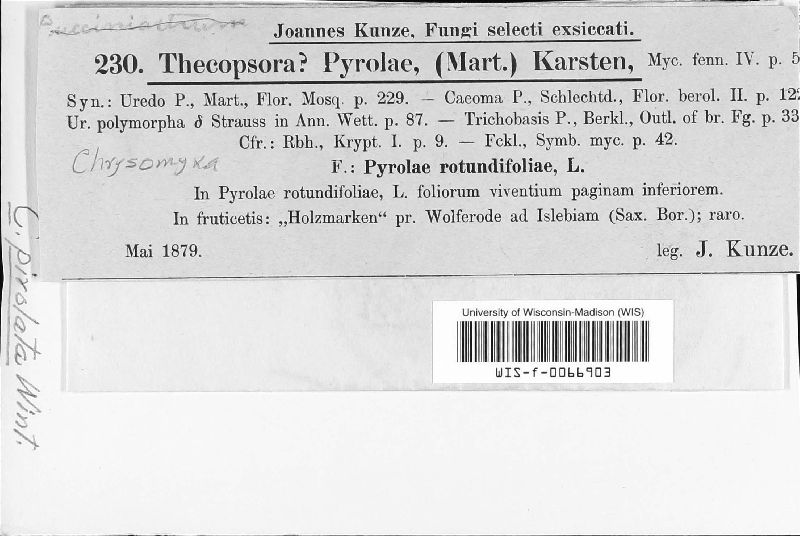 Joannes Kunze, Fungi selecti exsiccati.
230. Thecopsora? Pyrolae, (Mart.) Karsten, Myc. fenn. IV. p. 5
Syn.: Uredo P., Mart., Flor. Mosq. p. 229. — Caeoma P., Schlechtd., Flor. berol. II. p. 122
Ur. polymorpha δ Strauss in Ann. Wett. p. 87. — Trichobasis P., Berkl., Outl. of br. Fg. p. 33
Cfr.: Rbh., Krypt. I. p. 9. — Fckl., Symb. myc. p. 42.
Chrysomyxa
F.: Pyrolae rotundifoliae, L.
In Pyrolae rotundifoliae, L. foliorum viventium paginam inferiorem.
In fruticetis: „Holzmarken“ pr. Wolferode ad Islebiam (Sax. Bor.); raro.
Mai 1879.
leg. J. Kunze.
C. pirolata Wint.
University of Wisconsin-Madison (WIS)
WIS-f-0066903